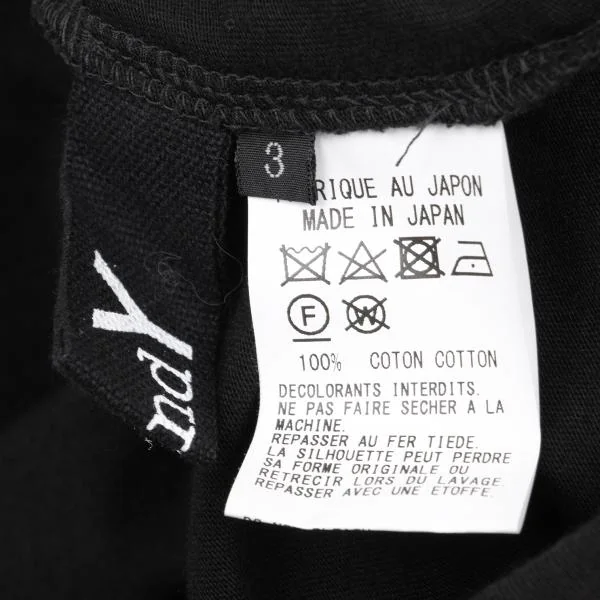 3
ndY
RIQUE AU JAPON
MADE IN JAPAN
F W
100% COTON COTTON
DECOLORANTS INTERDITS.
NE PAS FAIRE SECHER A LA
MACHINE.
REPASSER AU FER TIEDE.
LA SILHOUETTE PEUT PERDRE
SA FORME ORIGINALE OU
RETRECIR LORS DU LAVAGE.
REPASSER AVEC UNE ETOFFE.